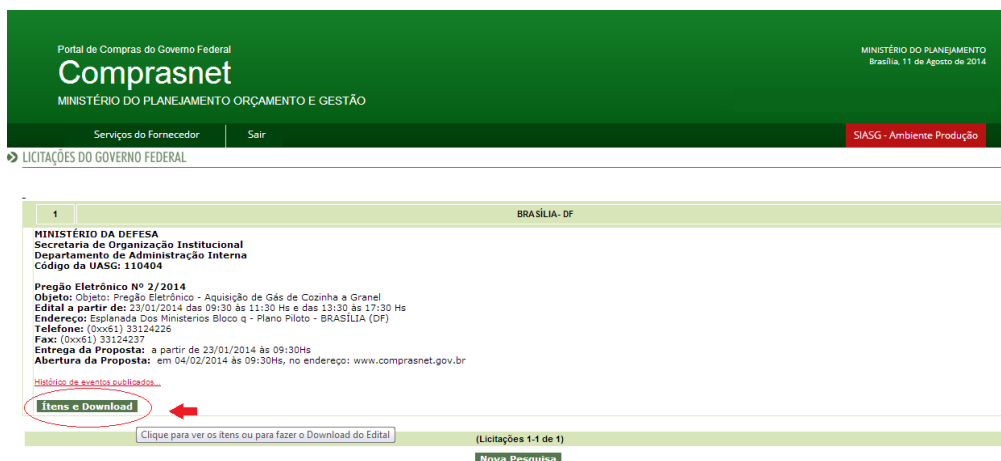 Portal de Compras do Governo Federal
Comprasnet
MINISTÉRIO DO PLANEJAMENTO ORÇAMENTO E GESTÃO
MINISTÉRIO DO PLANEJAMENTO
Brasília, 11 de Agosto de 2014
Serviços do Fornecedor Sair SIASG - Ambiente Produção
LICITAÇÕES DO GOVERNO FEDERAL
1 BRASÍLIA- DF
MINISTÉRIO DA DEFESA
Secretaria de Organização Institucional
Departamento de Administração Interna
Código da UASG: 110404
Pregão Eletrônico Nº 2/2014
Objeto: Objeto: Pregão Eletrônico - Aquisição de Gás de Cozinha a Granel
Edital a partir de: 23/01/2014 das 09:30 às 11:30 Hs e das 13:30 às 17:30 Hs
Endereço: Esplanada Dos Ministerios Bloco q - Plano Piloto - BRASÍLIA (DF)
Telefone: (0xx61) 33124226
Fax: (0xx61) 33124237
Entrega da Proposta: a partir de 23/01/2014 às 09:30Hs
Abertura da Proposta: em 04/02/2014 às 09:30Hs, no endereço: www.comprasnet.gov.br
Histórico de eventos publicados...
Ítens e Download
Clique para ver os itens ou para fazer o Download do Edital
(Licitações 1-1 de 1)
Nova Pesquisa